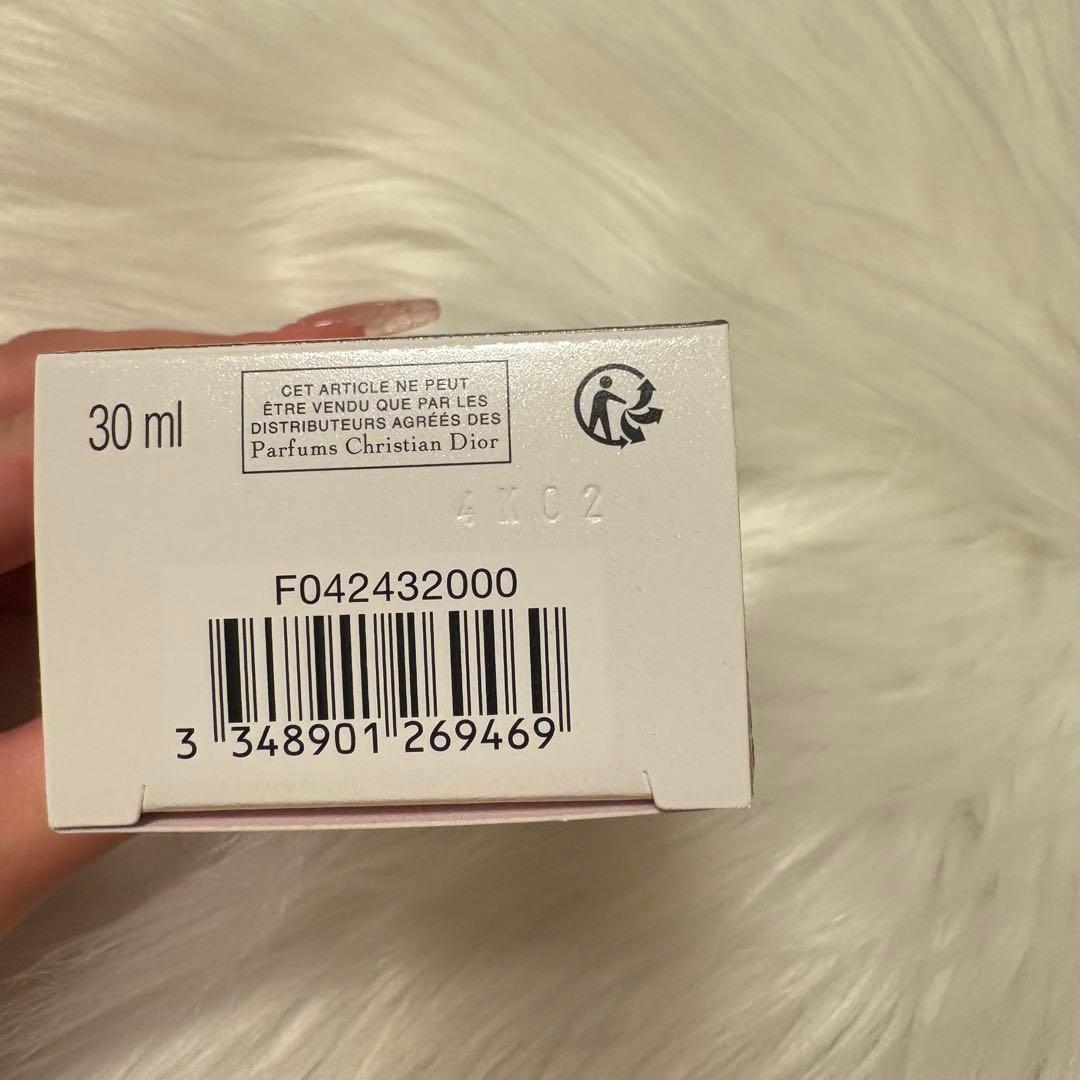 30 ml
CET ARTICLE NE PEUT
ÊTRE VENDU QUE PAR LES
DISTRIBUTEURS AGRÉÉS DES
Parfums Christian Dior
4K02
F042432000
3 348901 269469